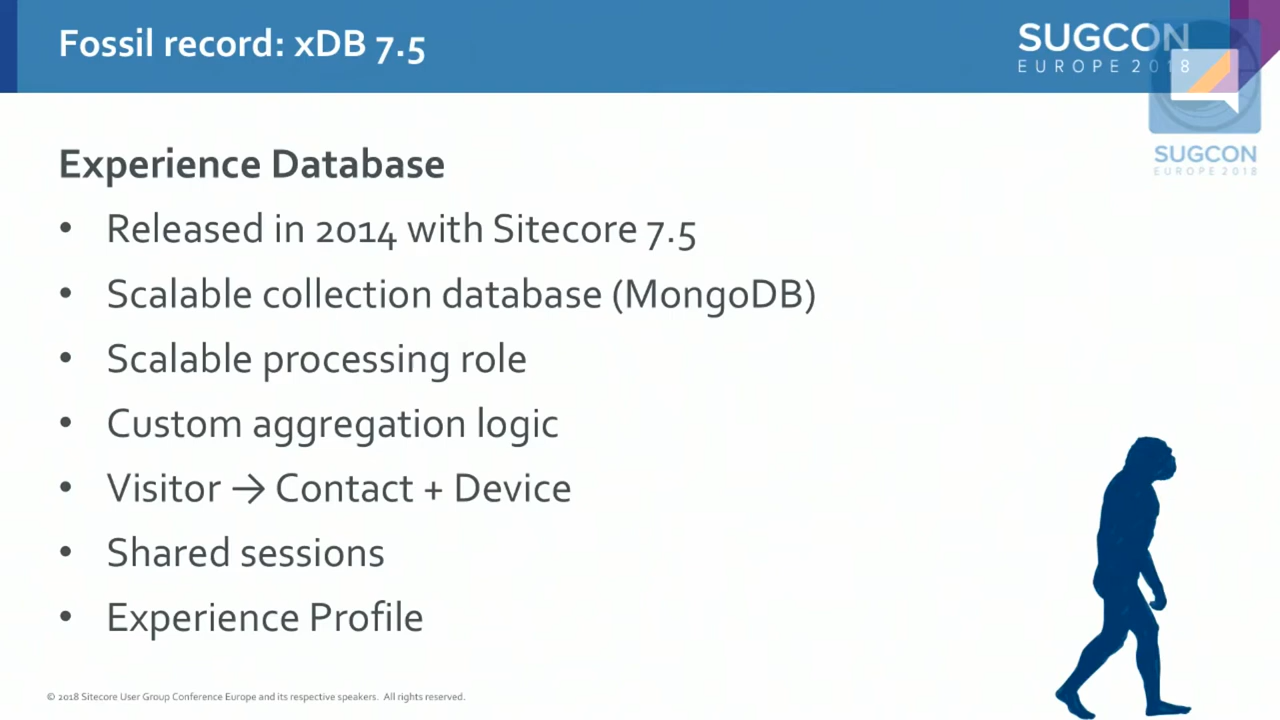 Fossil record: xDB 7.5
SUGCON
EUROPE 2018
SUGCON
EUROPE 2018
Experience Database
• Released in 2014 with Sitecore 7.5
• Scalable collection database (MongoDB)
• Scalable processing role
• Custom aggregation logic
• Visitor → Contact + Device
• Shared sessions
• Experience Profile
© 2018 Sitecore User Group Conference Europe and its respective speakers. All rights reserved.